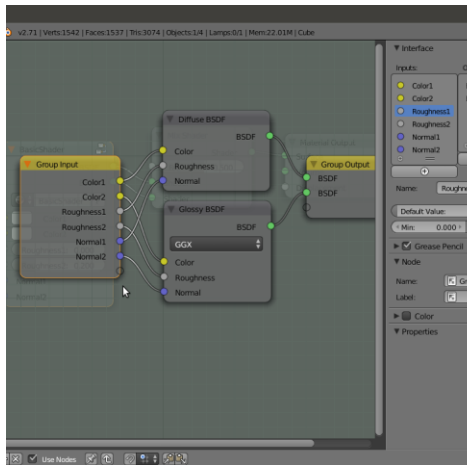 v2.71 | Verts:1542 | Faces:1537 | Tris:3074 | Objects:1/4 | Lamps:0/1 | Mem:22.01M | Cube
Interface
Inputs:
Color1
Color2
Roughness1
Roughness2
Normal1
Normal2
Name:
Default Value:
Min: 0.000
Grease Pencil
Node
Name:
Label:
Color
Properties
BasicShader
Material Output
Group Input
Color1
Color2
Roughness1
Roughness2
Normal1
Normal2
Diffuse BSDF
BSDF
Color
Roughness
Normal
Glossy BSDF
BSDF
GGX
Color
Roughness
Normal
Group Output
BSDF
BSDF
Use Nodes